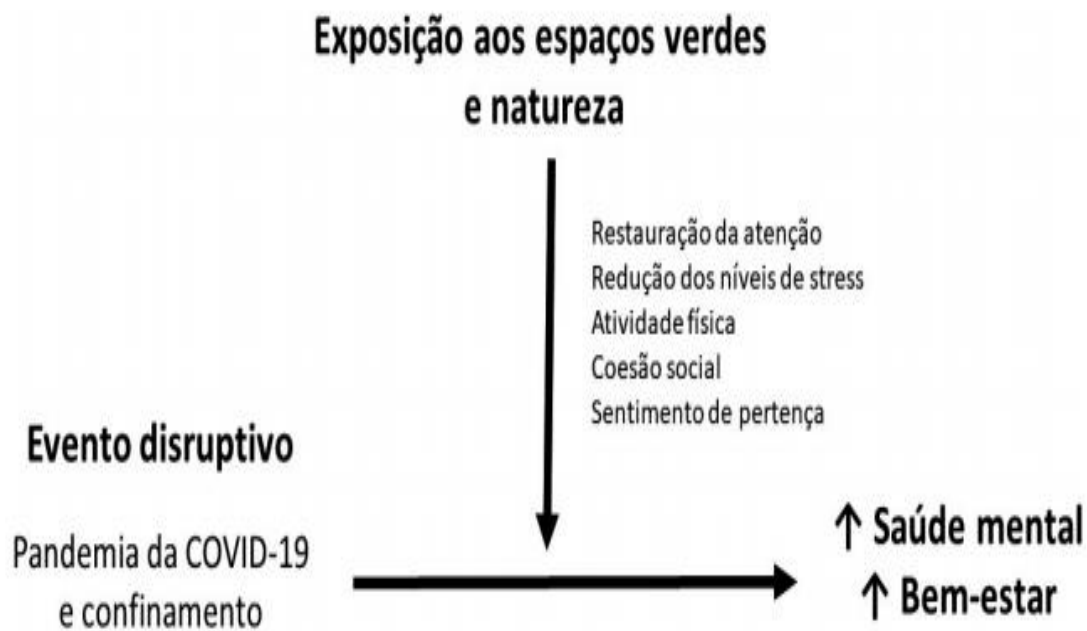 Exposição aos espaços verdes
e natureza
Restauração da atenção
Redução dos níveis de stress
Atividade física
Coesão social
Sentimento de pertença
Evento disruptivo
Pandemia da COVID-19
e confinamento
↑ Saúde mental
↑ Bem-estar